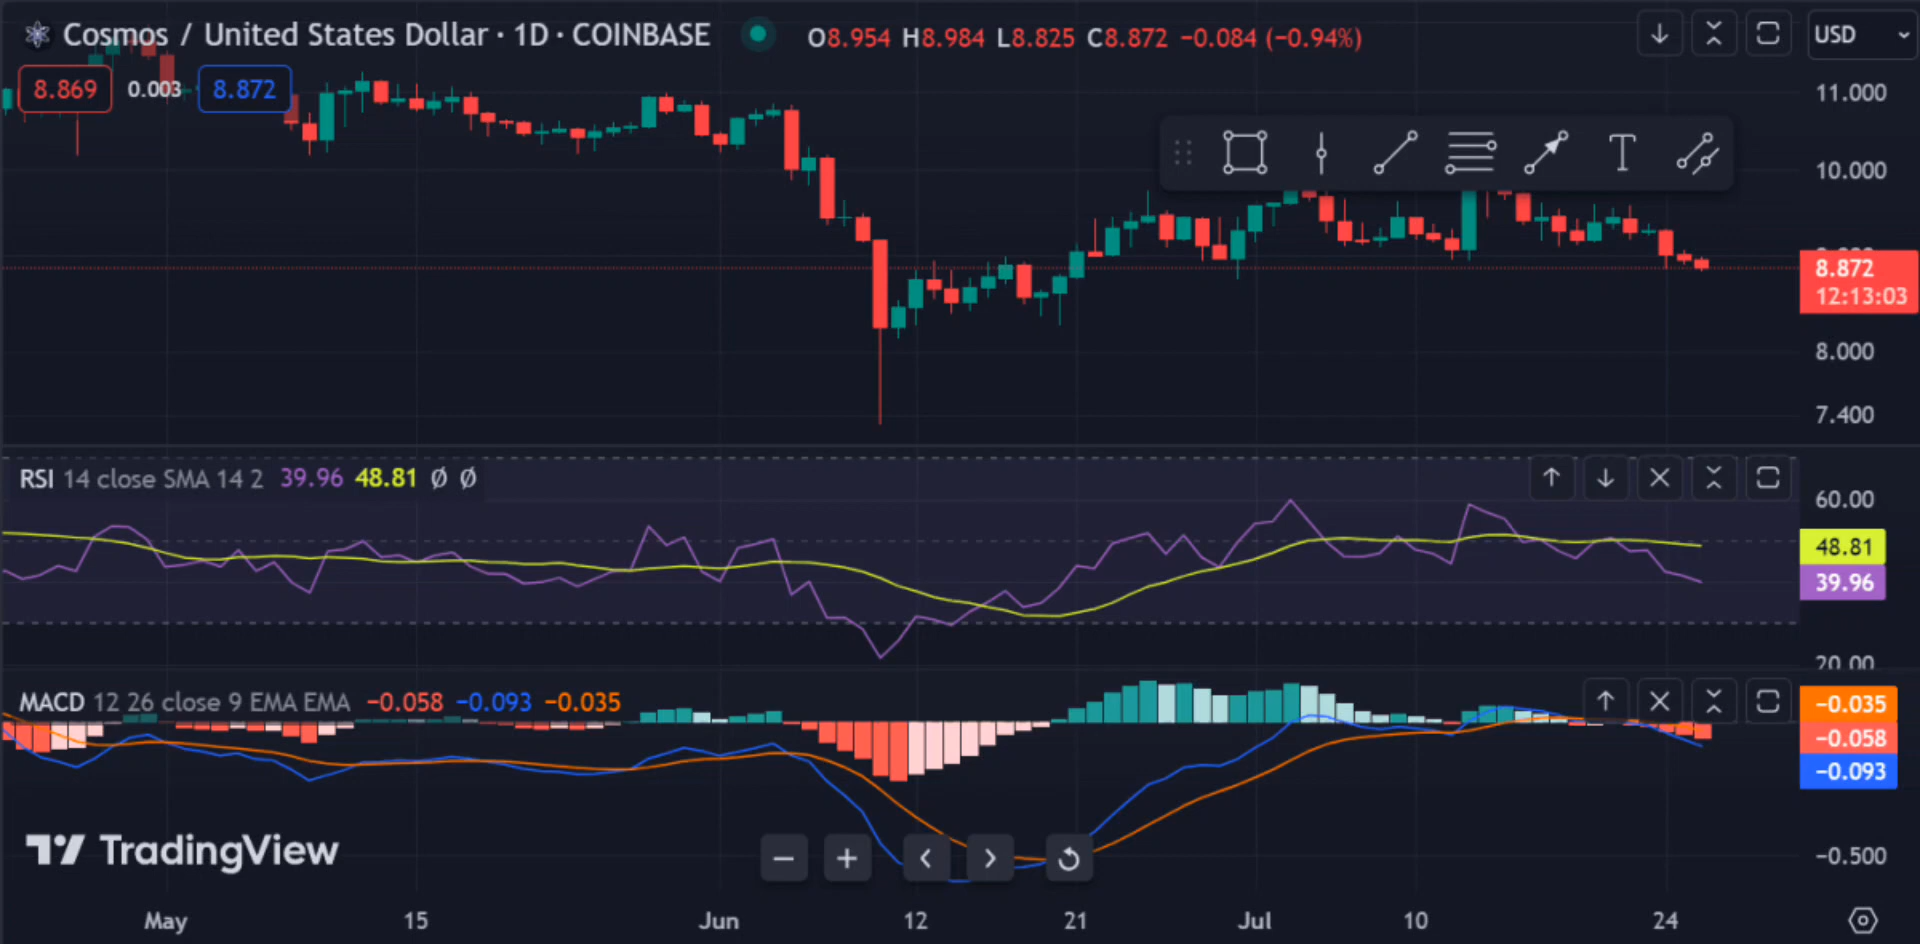 Cosmos / United States Dollar · 1D · COINBASE O8.954 H8.984 L8.825 C8.872 −0.084 (−0.94%)
USD
8.869 0.003 8.872
11.000
T
10.000
8.872
12:13:03
8.000
7.400
RSI 14 close SMA 14 2 39.96 48.81 Ø Ø
60.00
48.81
39.96
20.00
MACD 12 26 close 9 EMA EMA −0.058 −0.093 −0.035
−0.035
−0.058
−0.093
TradingView
−0.500
May 15 Jun 12 21 Jul 10 24